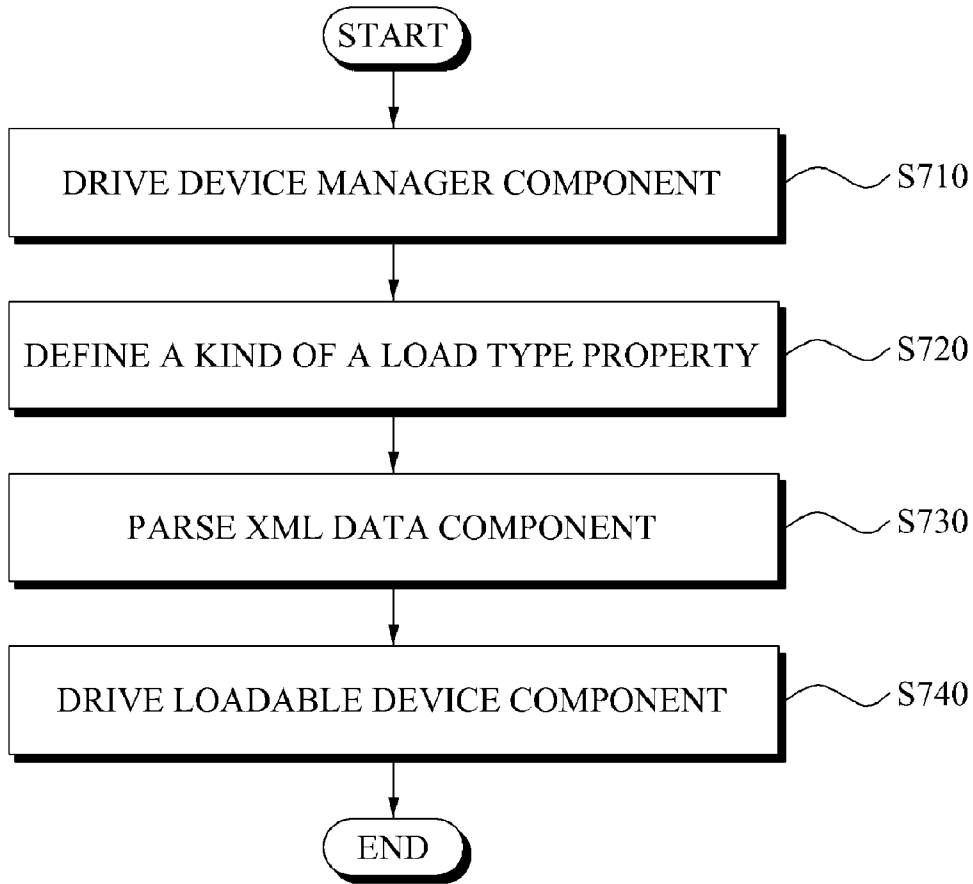 START
DRIVE DEVICE MANAGER COMPONENT
S710
DEFINE A KIND OF A LOAD TYPE PROPERTY
S720
PARSE XML DATA COMPONENT
S730
DRIVE LOADABLE DEVICE COMPONENT
S740
END